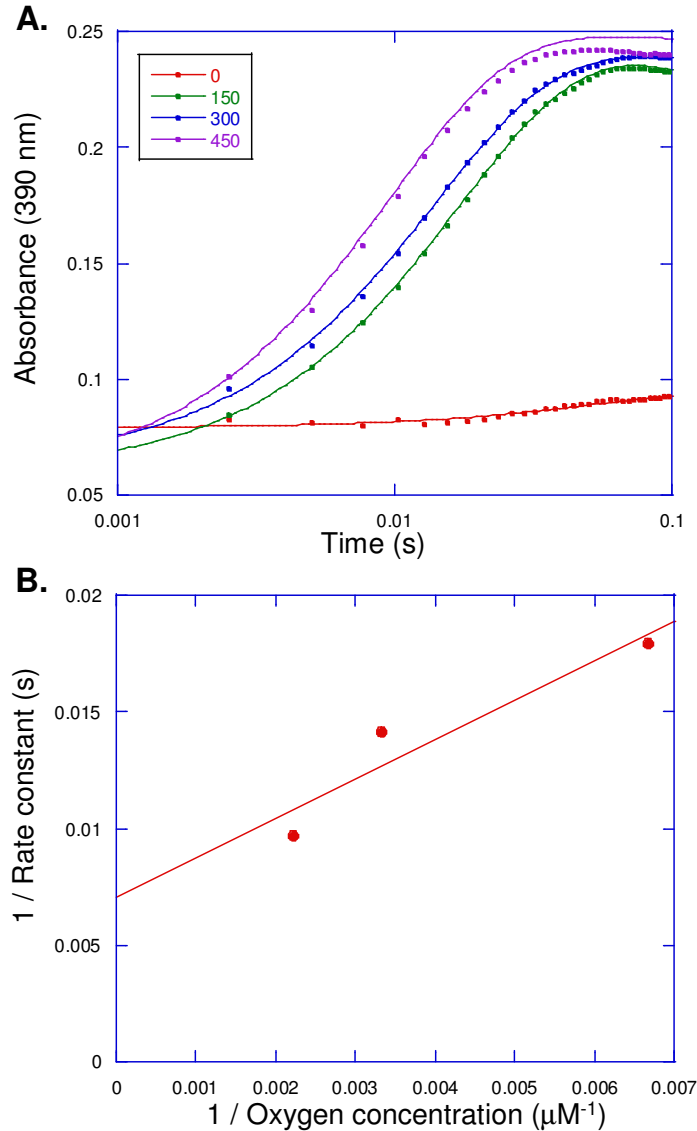 A.
0.25
0
150
300
450
0.2
0.15
0.1
0.05
Absorbance (390 nm)
0.001 0.01 0.1
Time (s)
B.
0.02
0.015
0.01
0.005
0
1 / Rate constant (s)
0 0.001 0.002 0.003 0.004 0.005 0.006 0.007
1 / Oxygen concentration (μM⁻¹)